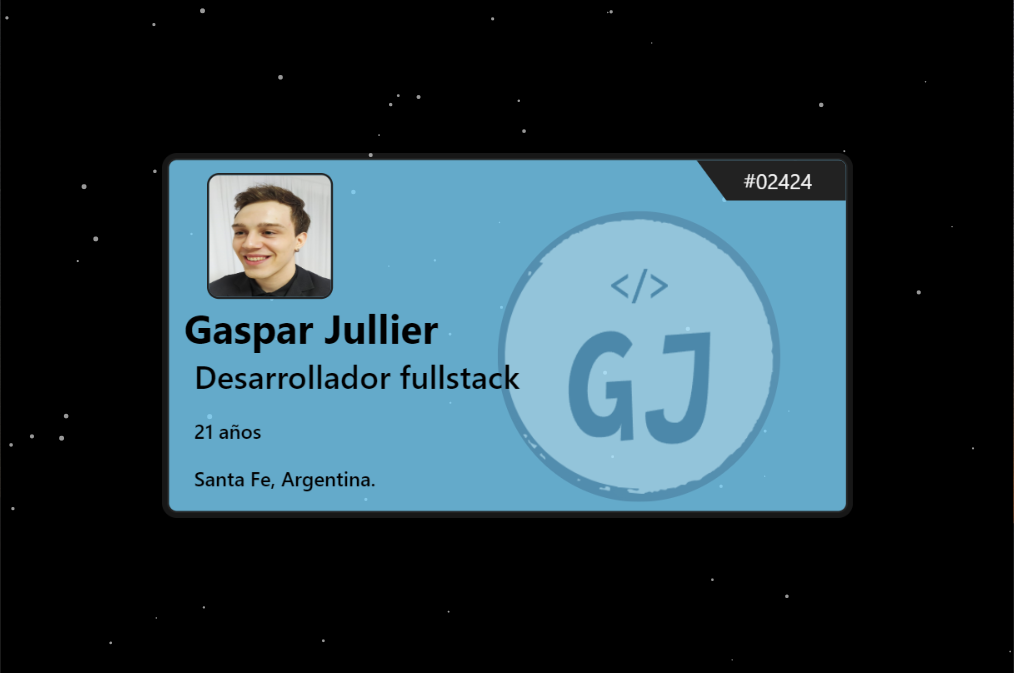 #02424
</>
GJ
Gaspar Jullier
Desarrollador fullstack
21 años
Santa Fe, Argentina.